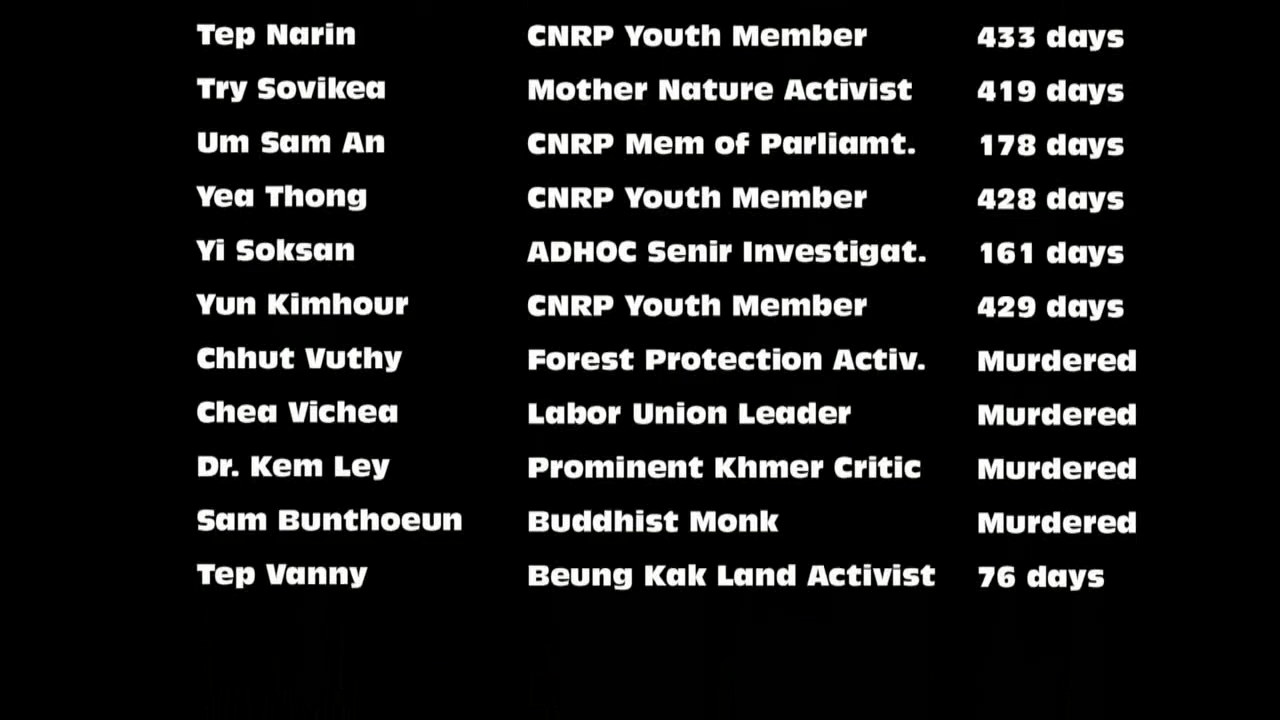 Tep Narin CNRP Youth Member 433 days
Try Sovikea Mother Nature Activist 419 days
Um Sam An CNRP Mem of Parliamt. 178 days
Yea Thong CNRP Youth Member 428 days
Yi Soksan ADHOC Senir Investigat. 161 days
Yun Kimhour CNRP Youth Member 429 days
Chhut Vuthy Forest Protection Activ. Murdered
Chea Vichea Labor Union Leader Murdered
Dr. Kem Ley Prominent Khmer Critic Murdered
Sam Bunthoeun Buddhist Monk Murdered
Tep Vanny Beung Kak Land Activist 76 days